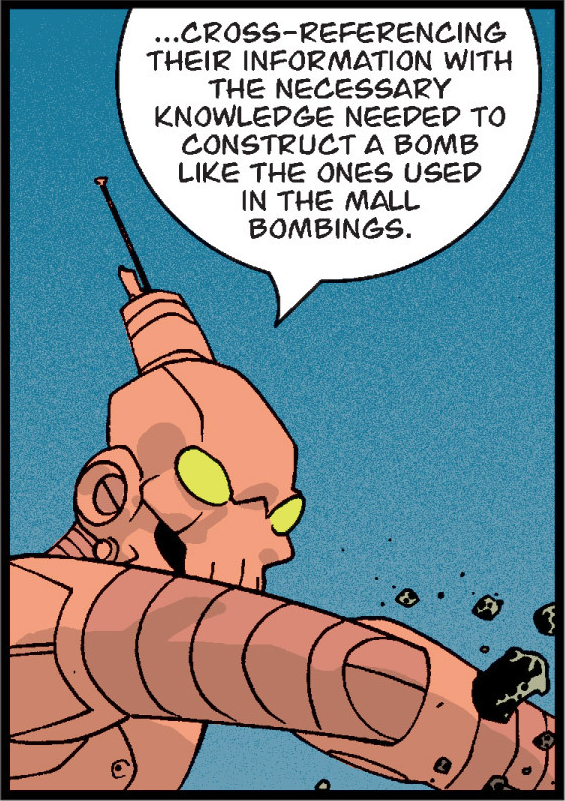 ...CROSS-REFERENCING
THEIR INFORMATION WITH
THE NECESSARY
KNOWLEDGE NEEDED TO
CONSTRUCT A BOMB
LIKE THE ONES USED
IN THE MALL
BOMBINGS.